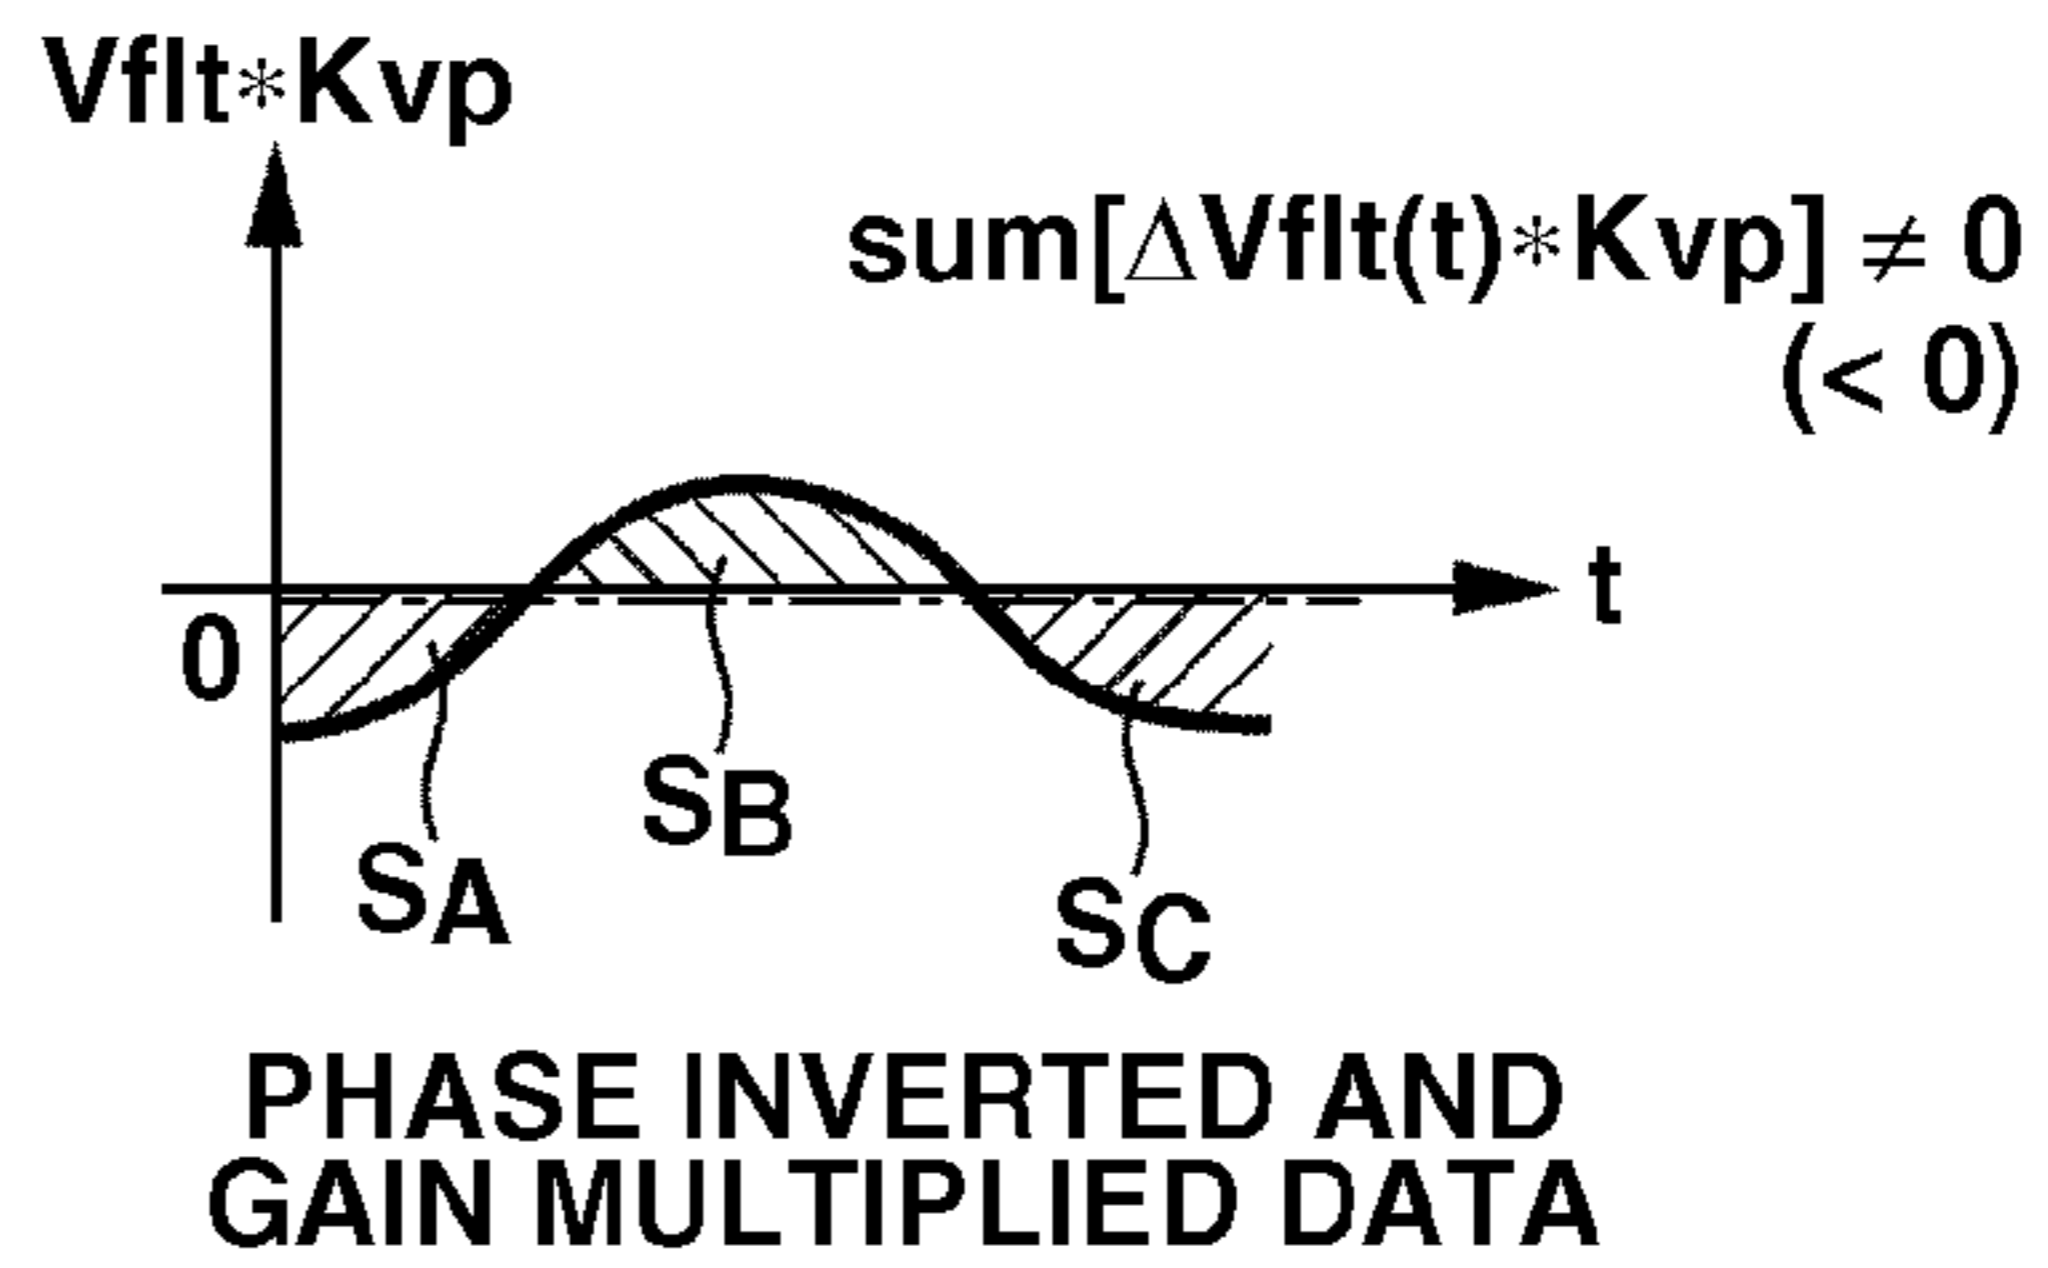 Vflt*Kvp
sum[ΔVflt(t)*Kvp] ≠ 0
(< 0)
t
0
SB
SA
SC
PHASE INVERTED AND
GAIN MULTIPLIED DATA